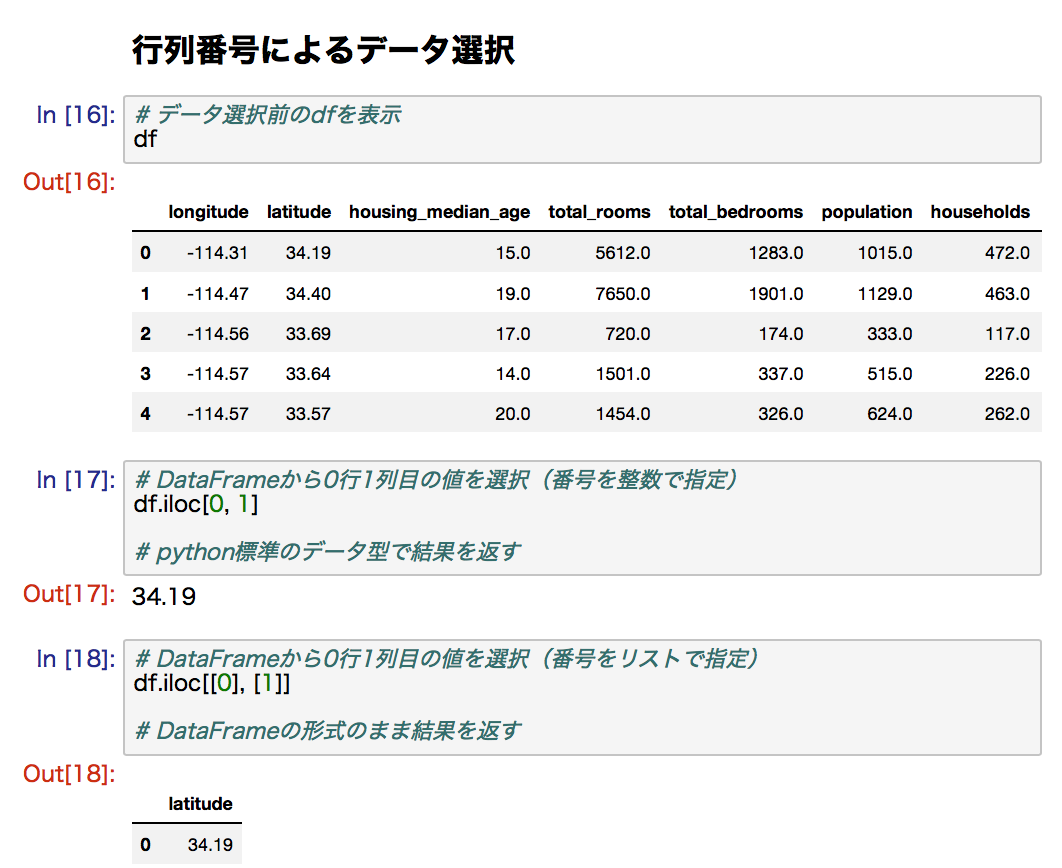 行列番号によるデータ選択
In [16]: # データ選択前のdfを表示
df
Out[16]:
longitude latitude housing_median_age total_rooms total_bedrooms population households
0 -114.31 34.19 15.0 5612.0 1283.0 1015.0 472.0
1 -114.47 34.40 19.0 7650.0 1901.0 1129.0 463.0
2 -114.56 33.69 17.0 720.0 174.0 333.0 117.0
3 -114.57 33.64 14.0 1501.0 337.0 515.0 226.0
4 -114.57 33.57 20.0 1454.0 326.0 624.0 262.0
In [17]: # DataFrameから0行1列目の値を選択（番号を整数で指定）
df.iloc[0, 1]
# python標準のデータ型で結果を返す
Out[17]: 34.19
In [18]: # DataFrameから0行1列目の値を選択（番号をリストで指定）
df.iloc[[0], [1]]
# DataFrameの形式のまま結果を返す
Out[18]:
latitude
0 34.19